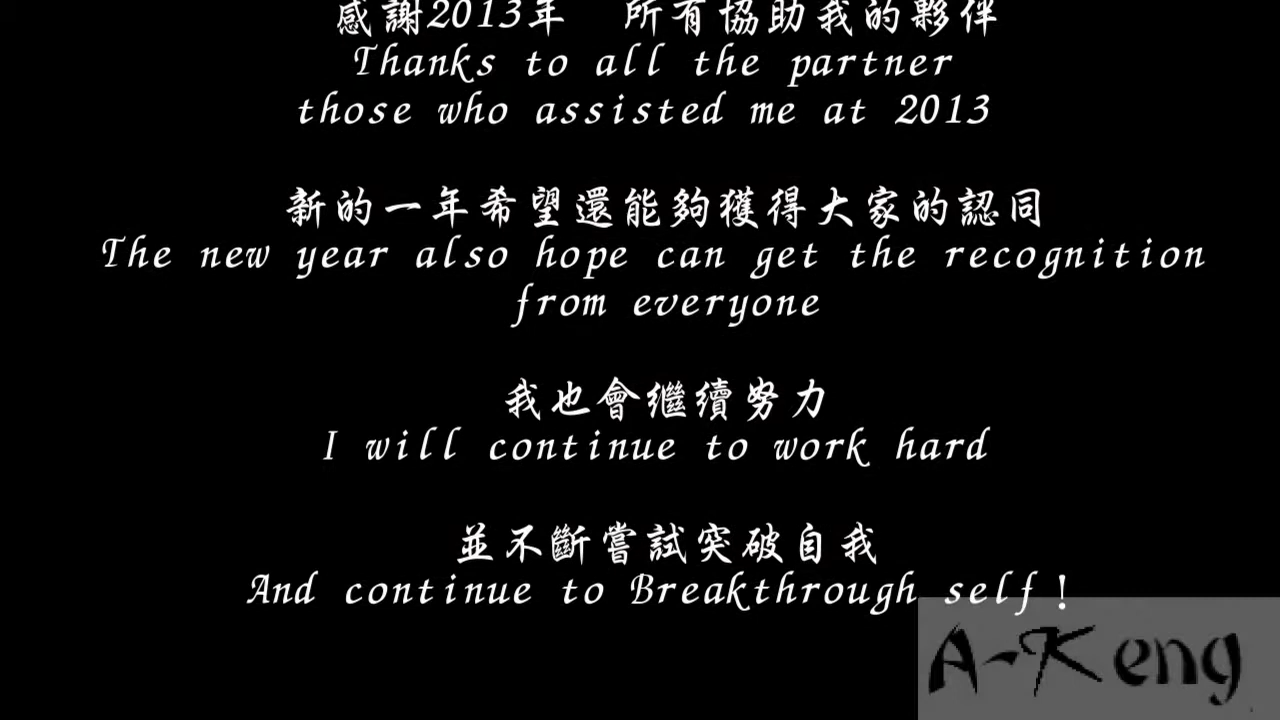 感謝2013年　所有協助我的夥伴
Thanks to all the partner
those who assisted me at 2013
新的一年希望還能夠獲得大家的認同
The new year also hope can get the recognition
from everyone
我也會繼續努力
I will continue to work hard
並不斷嘗試突破自我
And continue to Breakthrough self！
A-Keng